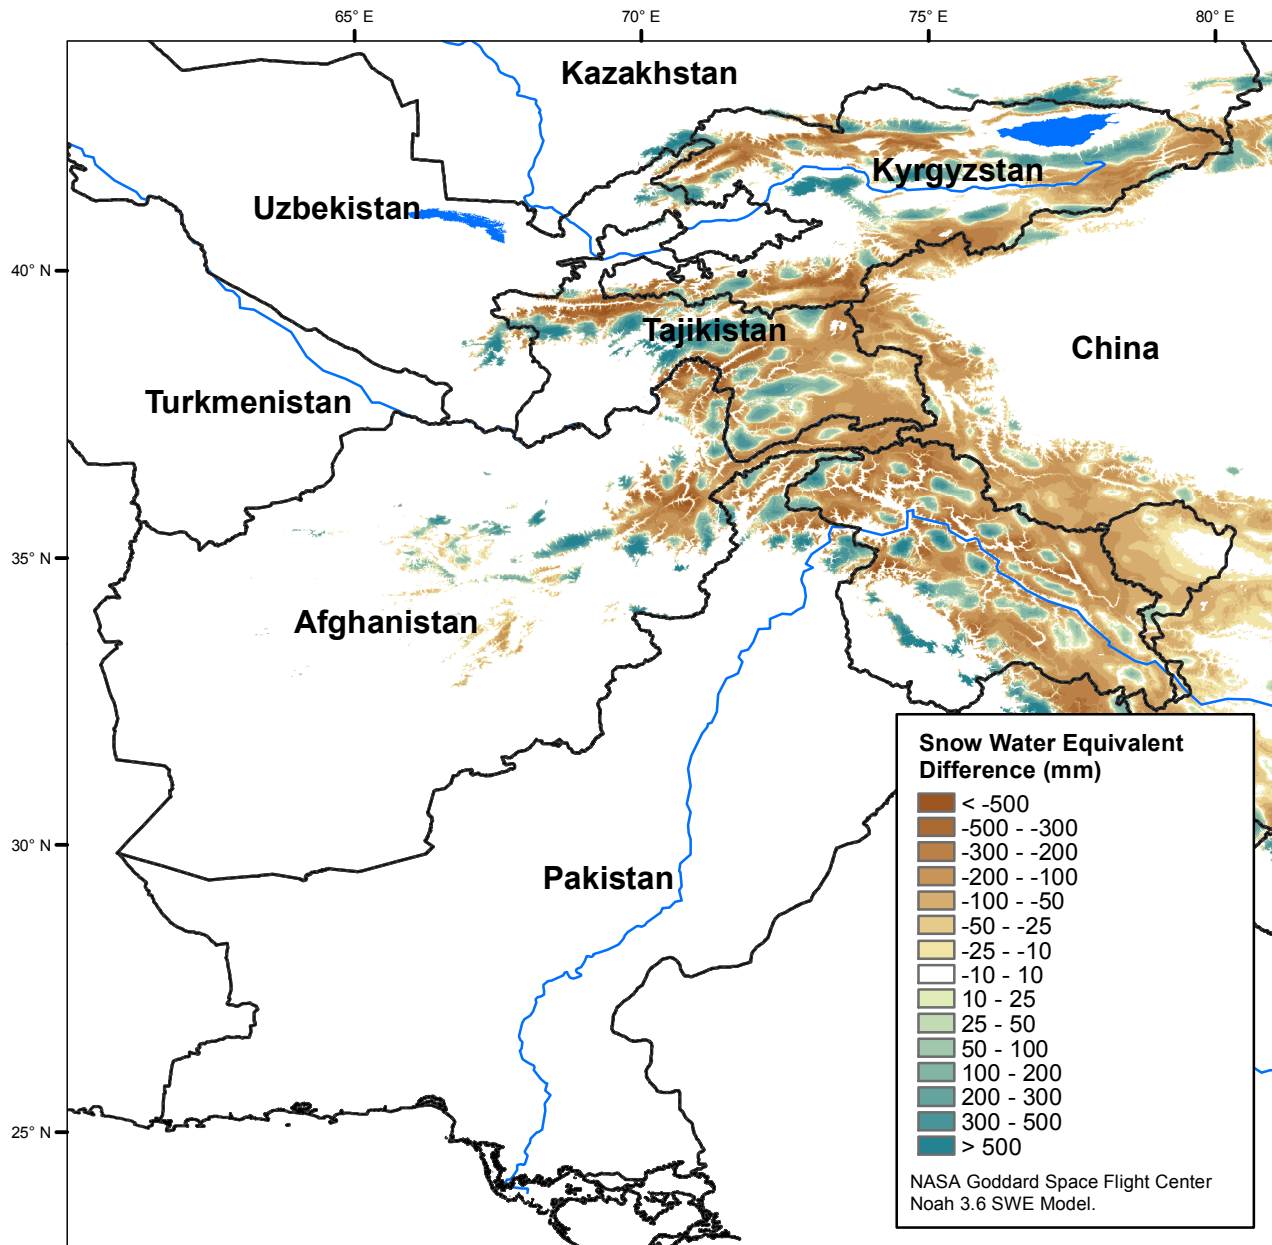 65° E
70° E
75° E
80° E
Kazakhstan
Kyrgyzstan
Uzbekistan
40° N
Tajikistan
China
Turkmenistan
35° N
Afghanistan
Snow Water Equivalent
Difference (mm)
< -500
-500 - -300
-300 - -200
-200 - -100
-100 - -50
-50 - -25
-25 - -10
-10 - 10
10 - 25
25 - 50
50 - 100
100 - 200
200 - 300
300 - 500
> 500
30° N
Pakistan
25° N
NASA Goddard Space Flight Center
Noah 3.6 SWE Model.